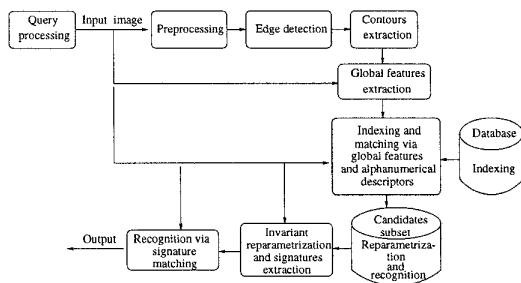 Query
processing
Input image
Preprocessing
Edge detection
Contours
extraction
Global features
extraction
Indexing and
matching via
global features
and alphanumerical
descriptors
Database
Indexing
Candidates
subset
Reparametriza-
tion
and
recognition
Invariant
reparametrization
and signatures
extraction
Recognition via
signature
matching
Output